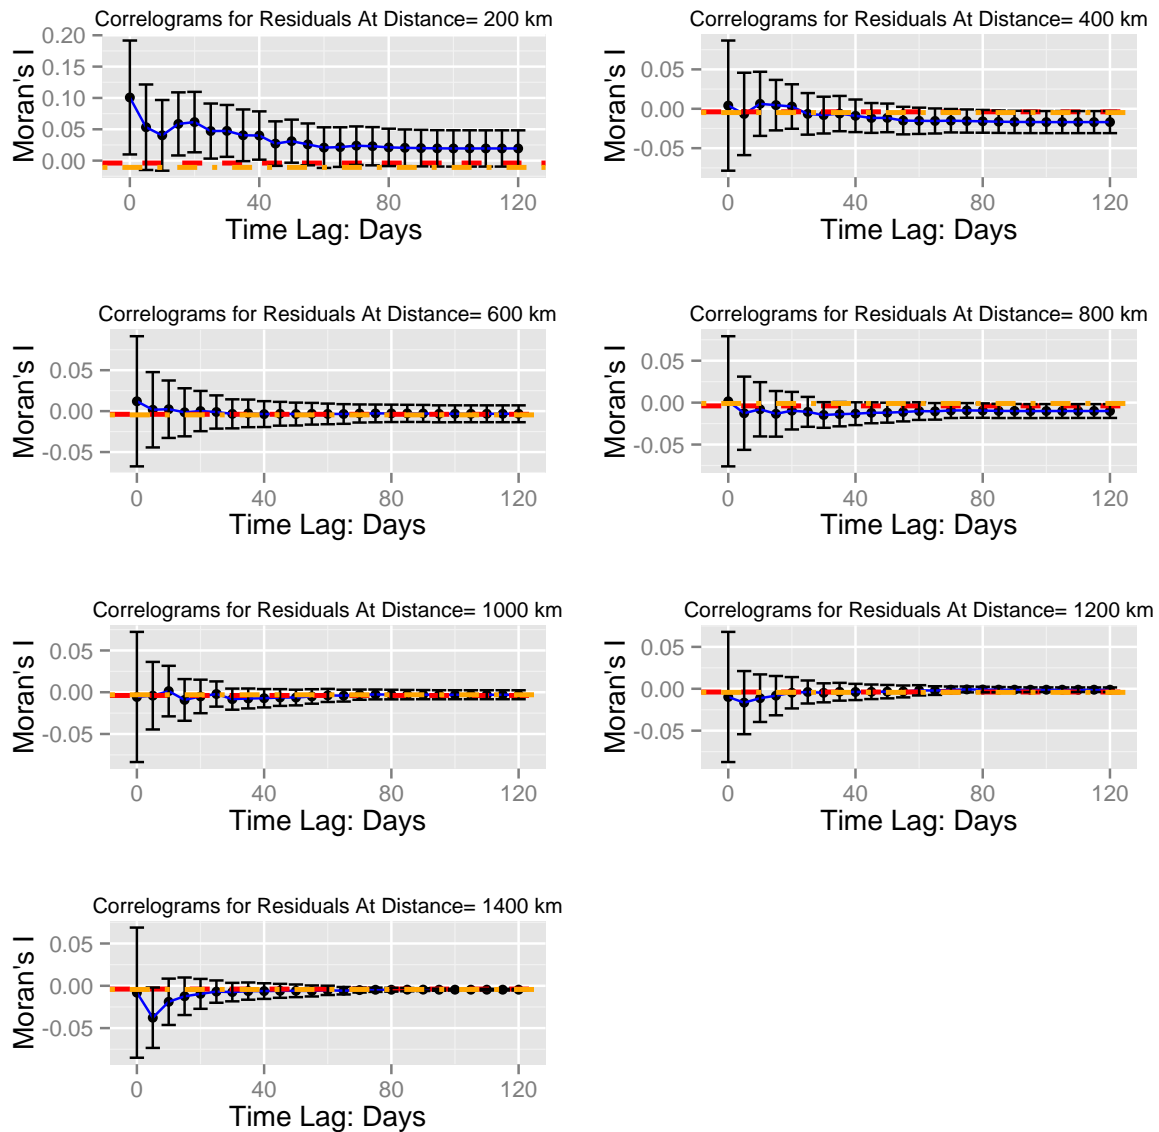 Correlograms for Residuals At Distance= 200 km
Moran's I
0.20
0.15
0.10
0.05
0.00
0 40 80 120
Time Lag: Days
Correlograms for Residuals At Distance= 400 km
Moran's I
0.05
0.00
-0.05
0 40 80 120
Time Lag: Days
Correlograms for Residuals At Distance= 600 km
Moran's I
0.05
0.00
-0.05
0 40 80 120
Time Lag: Days
Correlograms for Residuals At Distance= 800 km
Moran's I
0.05
0.00
-0.05
0 40 80 120
Time Lag: Days
Correlograms for Residuals At Distance= 1000 km
Moran's I
0.05
0.00
-0.05
0 40 80 120
Time Lag: Days
Correlograms for Residuals At Distance= 1200 km
Moran's I
0.05
0.00
-0.05
0 40 80 120
Time Lag: Days
Correlograms for Residuals At Distance= 1400 km
Moran's I
0.05
0.00
-0.05
0 40 80 120
Time Lag: Days